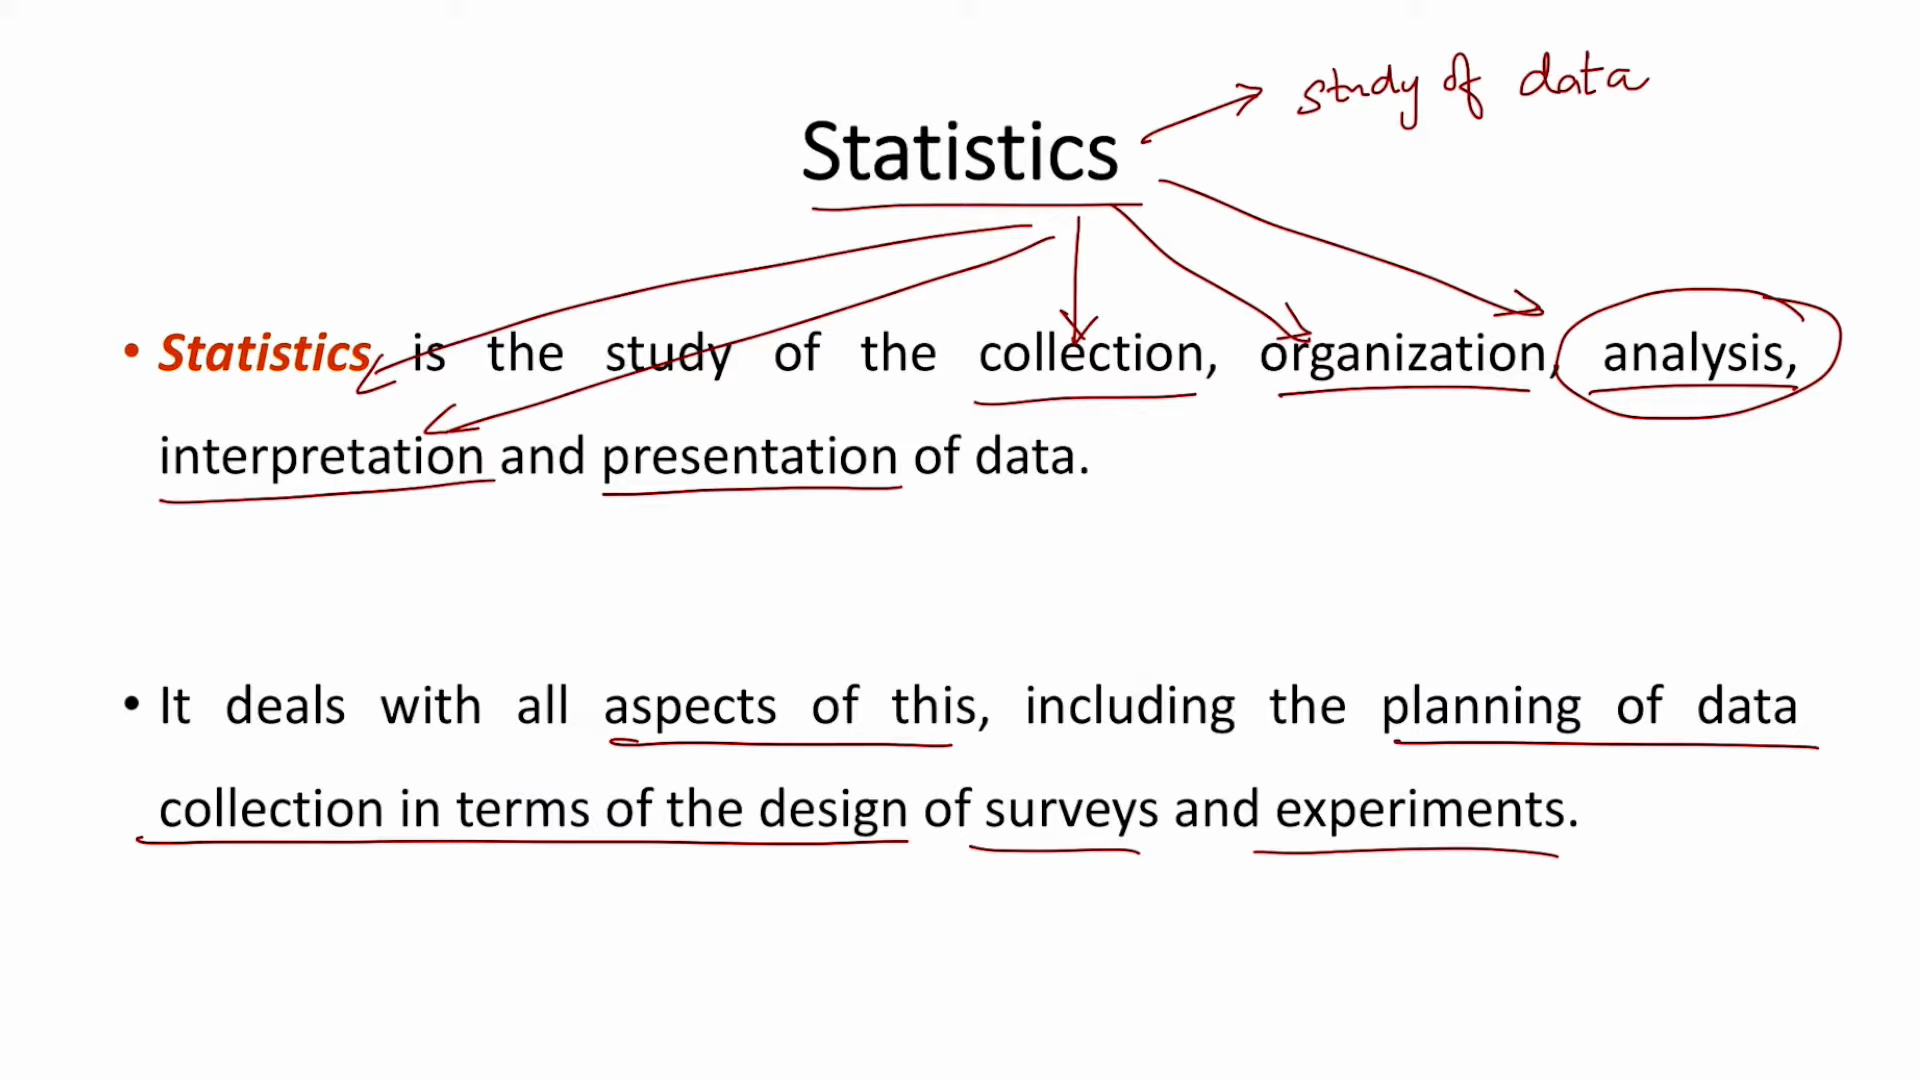 study of data
Statistics
• Statistics is the study of the collection, organization, analysis,
interpretation and presentation of data.
• It deals with all aspects of this, including the planning of data
collection in terms of the design of surveys and experiments.